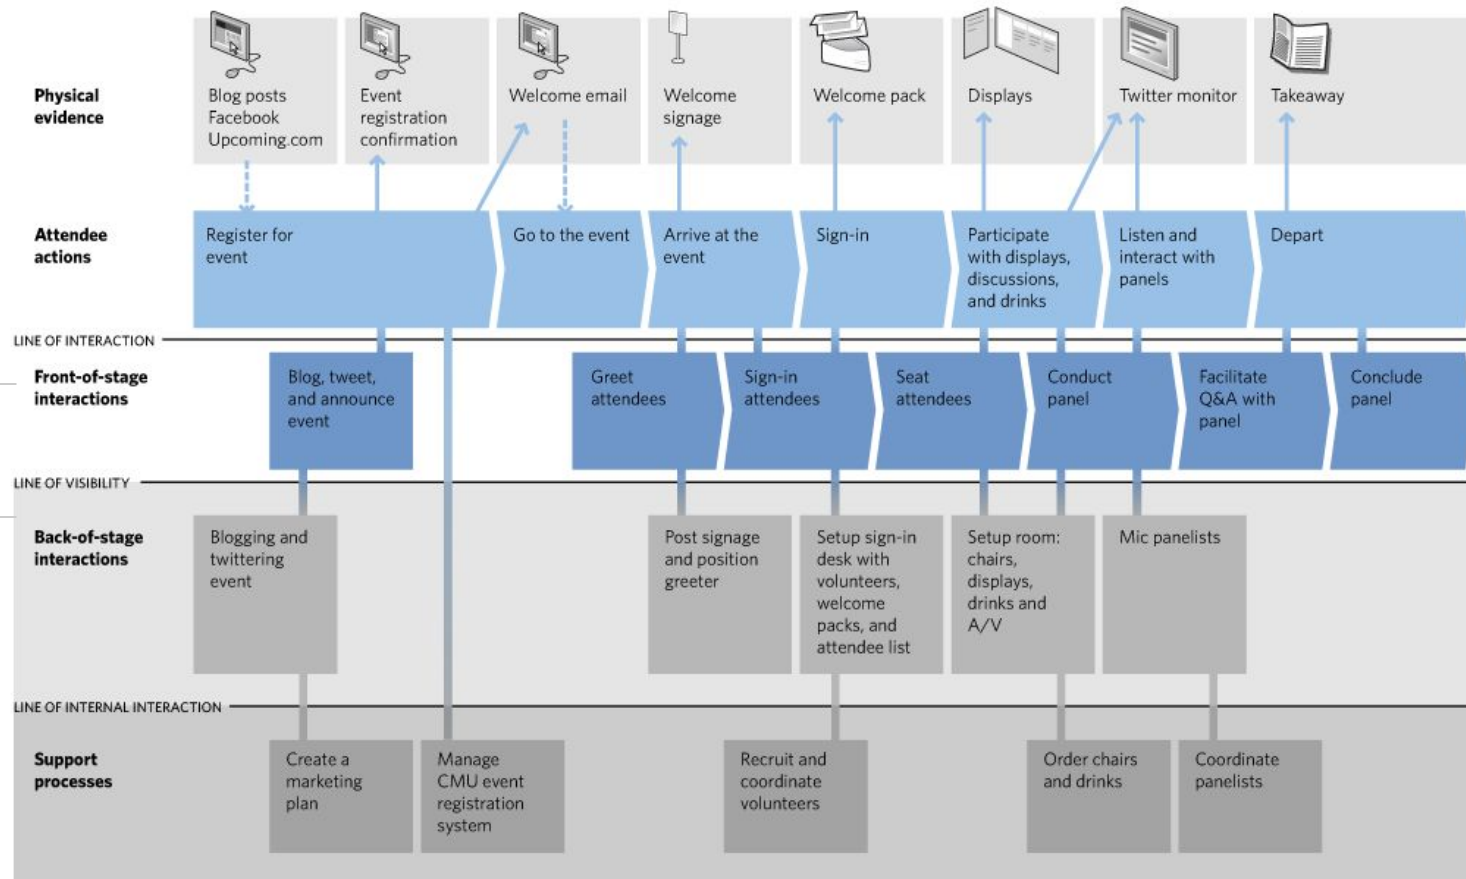 Physical
evidence
Blog posts
Facebook
Upcoming.com
Event
registration
confirmation
Welcome email
Welcome
signage
Welcome pack
Displays
Twitter monitor
Takeaway
Attendee
actions
Register for
event
Go to the event
Arrive at the
event
Sign-in
Participate
with displays,
discussions,
and drinks
Listen and
interact with
panels
Depart
LINE OF INTERACTION
Front-of-stage
interactions
Blog, tweet,
and announce
event
Greet
attendees
Sign-in
attendees
Seat
attendees
Conduct
panel
Facilitate
Q&A with
panel
Conclude
panel
LINE OF VISIBILITY
Back-of-stage
interactions
Blogging and
twittering
event
Post signage
and position
greeter
Setup sign-in
desk with
volunteers,
welcome
packs, and
attendee list
Setup room:
chairs,
displays,
drinks and
A/V
Mic panelists
LINE OF INTERNAL INTERACTION
Support
processes
Create a
marketing
plan
Manage
CMU event
registration
system
Recruit and
coordinate
volunteers
Order chairs
and drinks
Coordinate
panelists